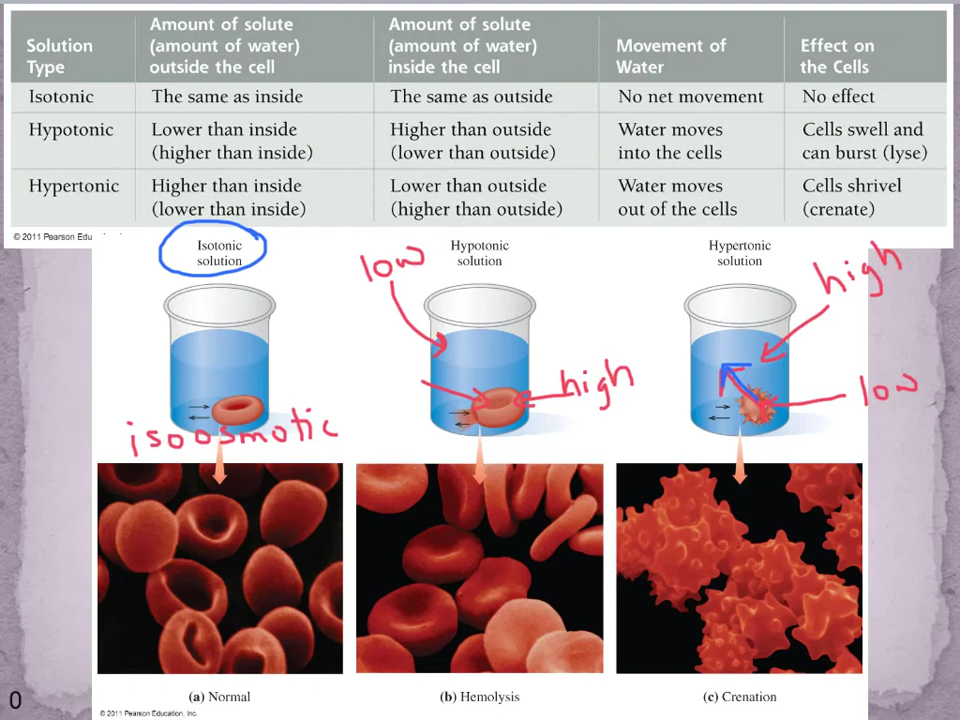 Solution
Type
Amount of solute
(amount of water)
outside the cell
Amount of solute
(amount of water)
inside the cell
Movement of
Water
Effect on
the Cells
Isotonic
The same as inside
The same as outside
No net movement
No effect
Hypotonic
Lower than inside
(higher than inside)
Higher than outside
(lower than outside)
Water moves
into the cells
Cells swell and
can burst (lyse)
Hypertonic
Higher than inside
(lower than inside)
Lower than outside
(higher than outside)
Water moves
out of the cells
Cells shrivel
(crenate)
© 2011 Pearson Edu
Isotonic
solution
Hypotonic
solution
Hypertonic
solution
low
high
high
low
isoosmotic
(a) Normal
(b) Hemolysis
(c) Crenation
0
© 2011 Pearson Education, Inc.